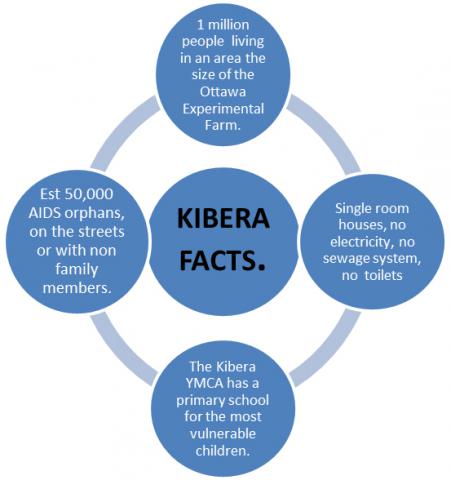 1 million
people living
in an area the
size of the
Ottawa
Experimental
Farm.
Est 50,000
AIDS orphans,
on the streets
or with non
family
members.
KIBERA
FACTS.
Single room
houses, no
electricity, no
sewage system,
no toilets
The Kibera
YMCA has a
primary school
for the most
vulnerable
children.